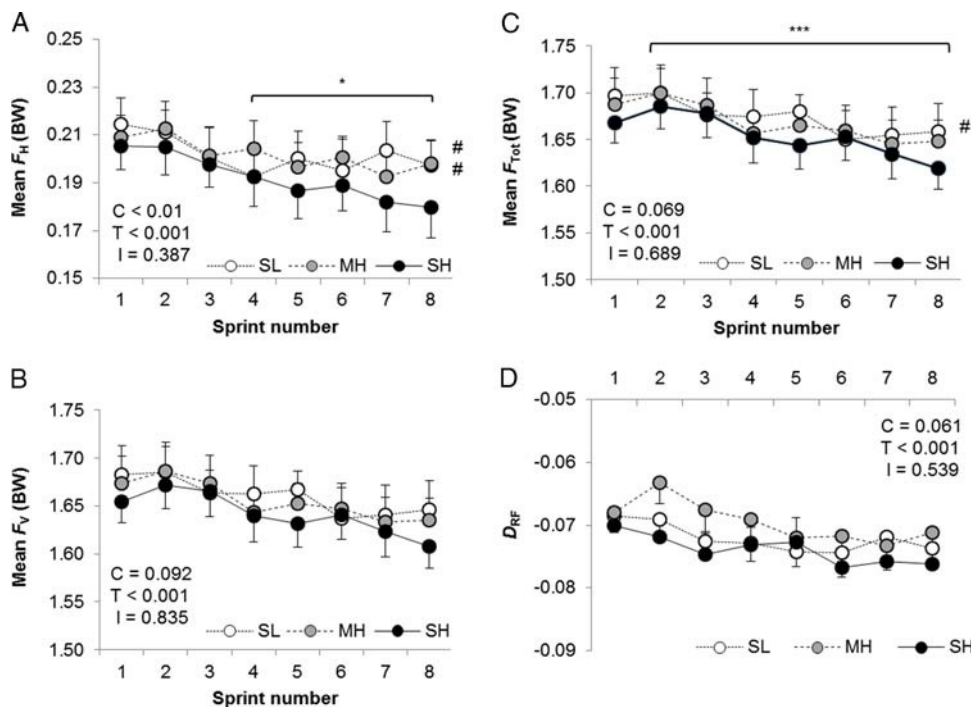 A
0.25
0.23
0.21
0.19
0.17
0.15
Mean FH (BW)
*
#
#
C < 0.01
T < 0.001
I = 0.387
SL MH SH
1 2 3 4 5 6 7 8
Sprint number
B
1.75
1.70
1.65
1.60
1.55
1.50
Mean FV (BW)
C = 0.092
T < 0.001
I = 0.835
SL MH SH
1 2 3 4 5 6 7 8
Sprint number
C
1.75
1.70
1.65
1.60
1.55
1.50
Mean FTot (BW)
***
#
C = 0.069
T < 0.001
I = 0.689
SL MH SH
1 2 3 4 5 6 7 8
Sprint number
D
1 2 3 4 5 6 7 8
-0.05
-0.06
-0.07
-0.08
-0.09
DRF
C = 0.061
T < 0.001
I = 0.539
SL MH SH